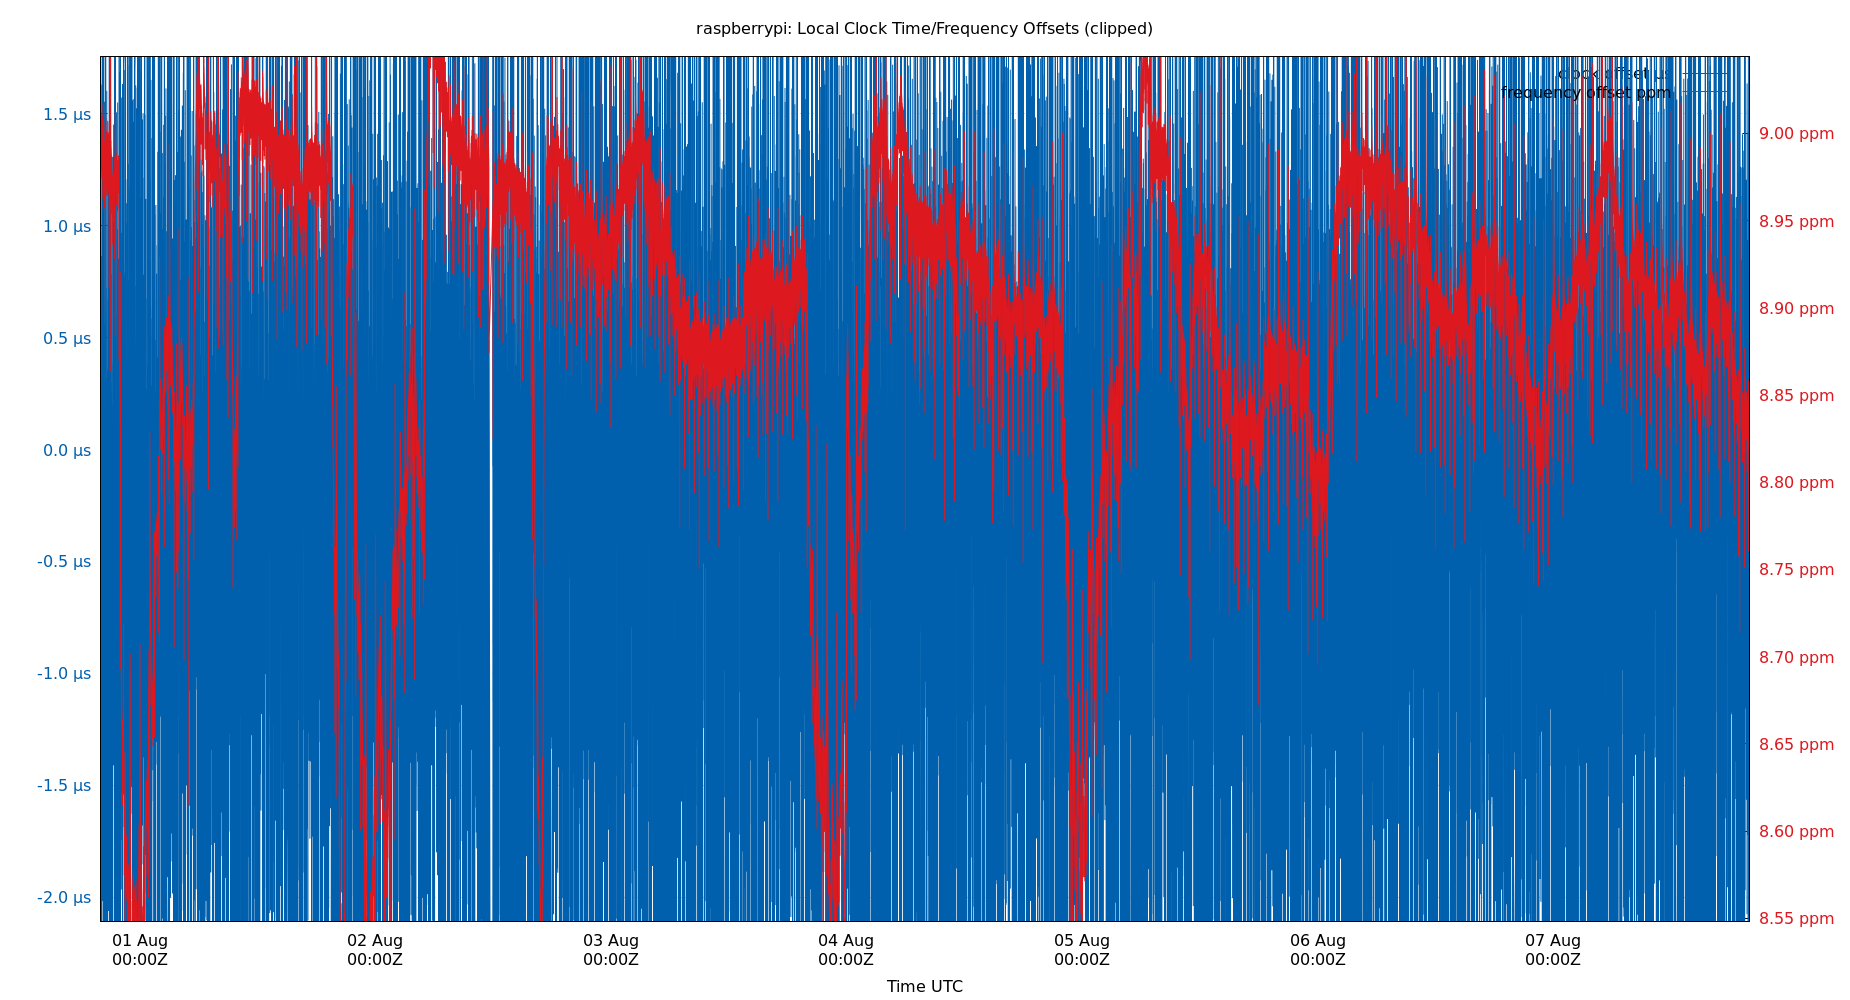 raspberrypi: Local Clock Time/Frequency Offsets (clipped)
clock offset us
frequency offset ppm
1.5 µs
1.0 µs
0.5 µs
0.0 µs
-0.5 µs
-1.0 µs
-1.5 µs
-2.0 µs
9.00 ppm
8.95 ppm
8.90 ppm
8.85 ppm
8.80 ppm
8.75 ppm
8.70 ppm
8.65 ppm
8.60 ppm
8.55 ppm
01 Aug
00:00Z
02 Aug
00:00Z
03 Aug
00:00Z
04 Aug
00:00Z
05 Aug
00:00Z
06 Aug
00:00Z
07 Aug
00:00Z
Time UTC